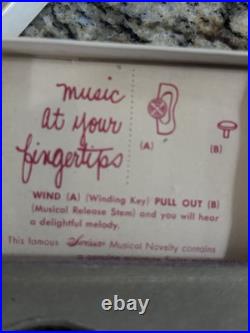 music
at your
fingertips
(A)
(B)
WIND (A) (Winding Key) PULL OUT (B)
(Musical Release Stem) and you will hear
a delightful melody.
This famous Musical Novelty contains
a genuine